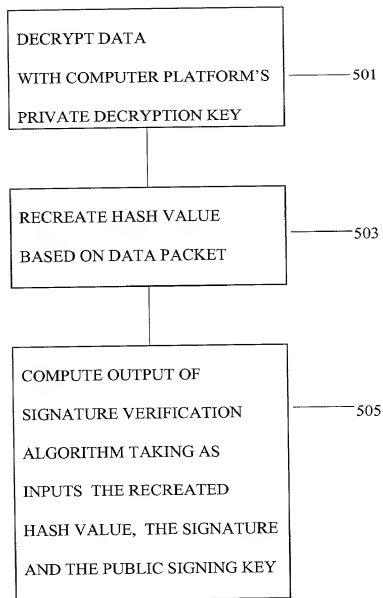 DECRYPT DATA
WITH COMPUTER PLATFORM'S
PRIVATE DECRYPTION KEY
501
RECREATE HASH VALUE
BASED ON DATA PACKET
503
COMPUTE OUTPUT OF
SIGNATURE VERIFICATION
ALGORITHM TAKING AS
INPUTS THE RECREATED
HASH VALUE, THE SIGNATURE
AND THE PUBLIC SIGNING KEY
505